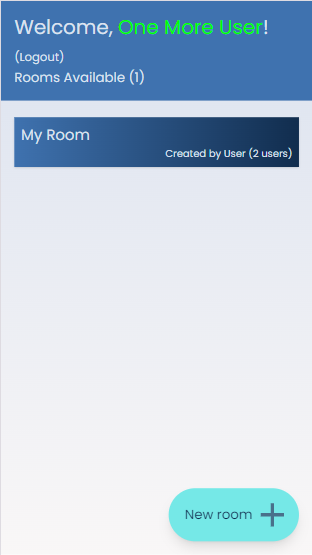 Welcome, One More User!
(Logout)
Rooms Available (1)
My Room
Created by User (2 users)
New room